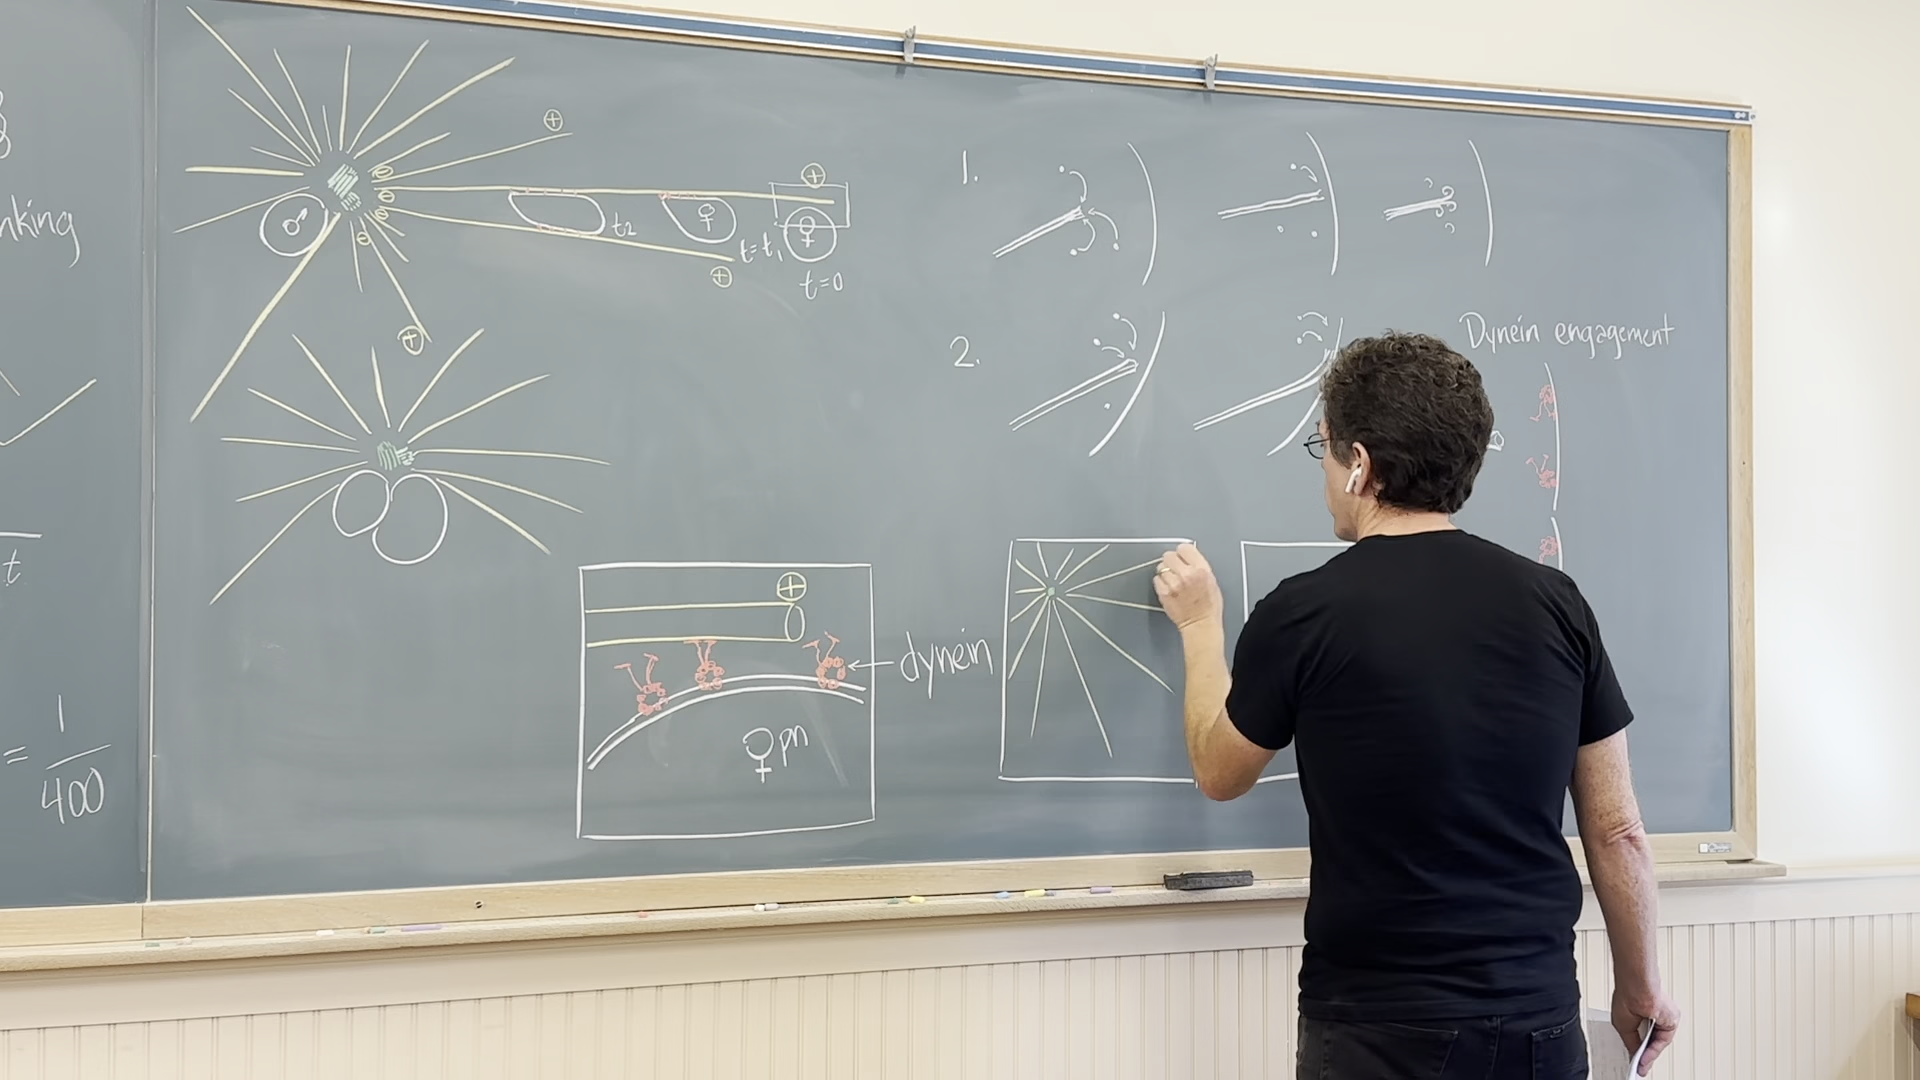 nking
t
= 1/400
⊕
⊖
⊖
⊖
⊖
⊖
♂
t2
♀
t=t1
⊕
♀
t=0
⊕
⊕
⊕
dynein
♀pn
1.
2.
Dynein engagement